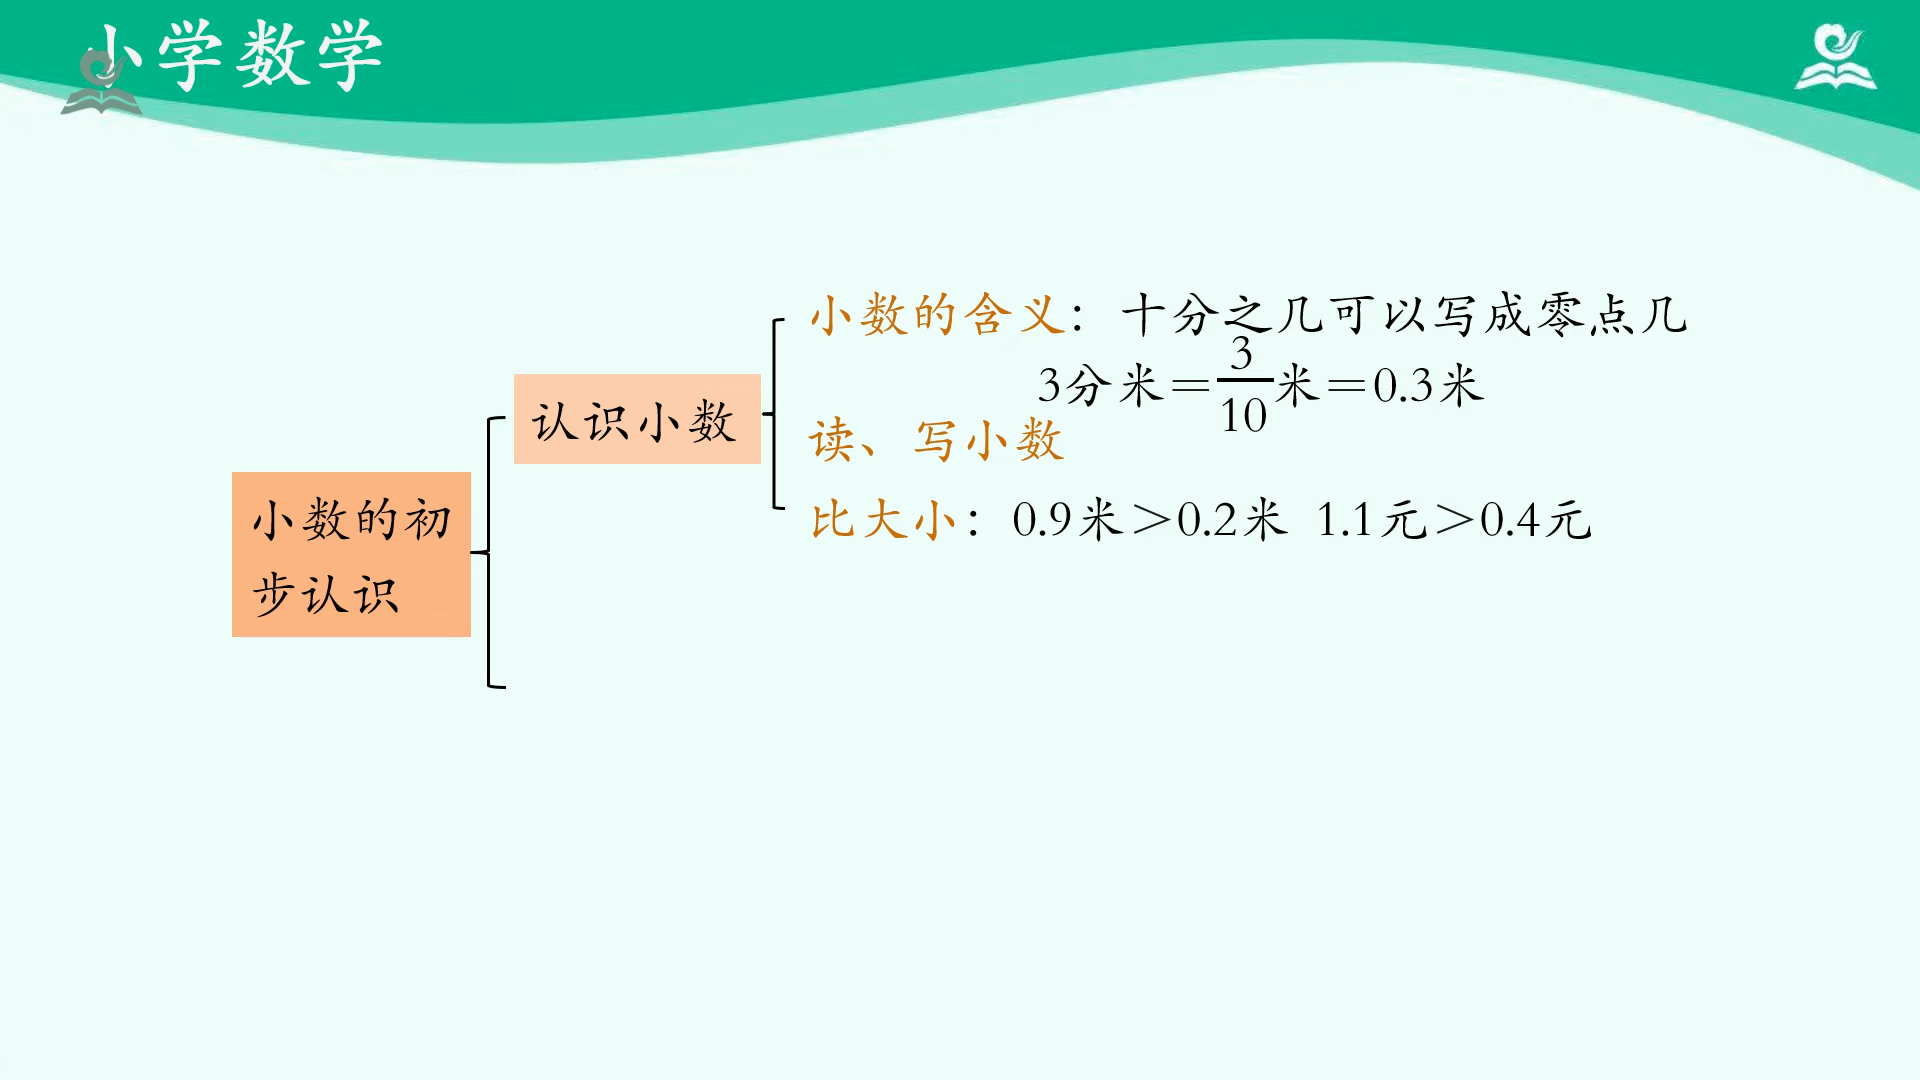 小学数学
小数的含义：十分之几可以写成零点几
3分米＝3/10米＝0.3米
认识小数
读、写小数
小数的初
步认识
比大小：0.9米＞0.2米 1.1元＞0.4元